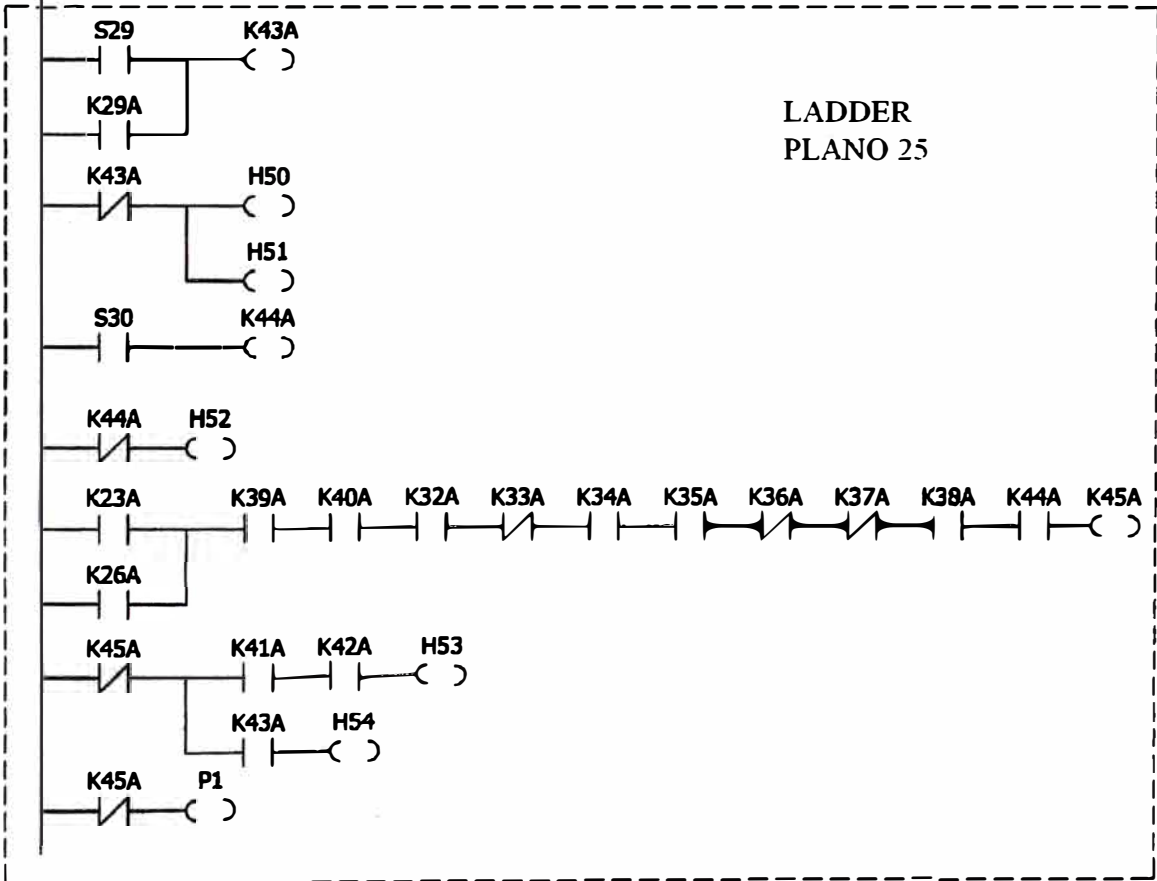 S29 K43A
K29A
LADDER
PLANO 25
K43A H50
H51
S30 K44A
K44A H52
K23A K39A K40A K32A K33A K34A K35A K36A K37A K38A K44A K45A
K26A
K45A K41A K42A H53
K43A H54
K45A P1